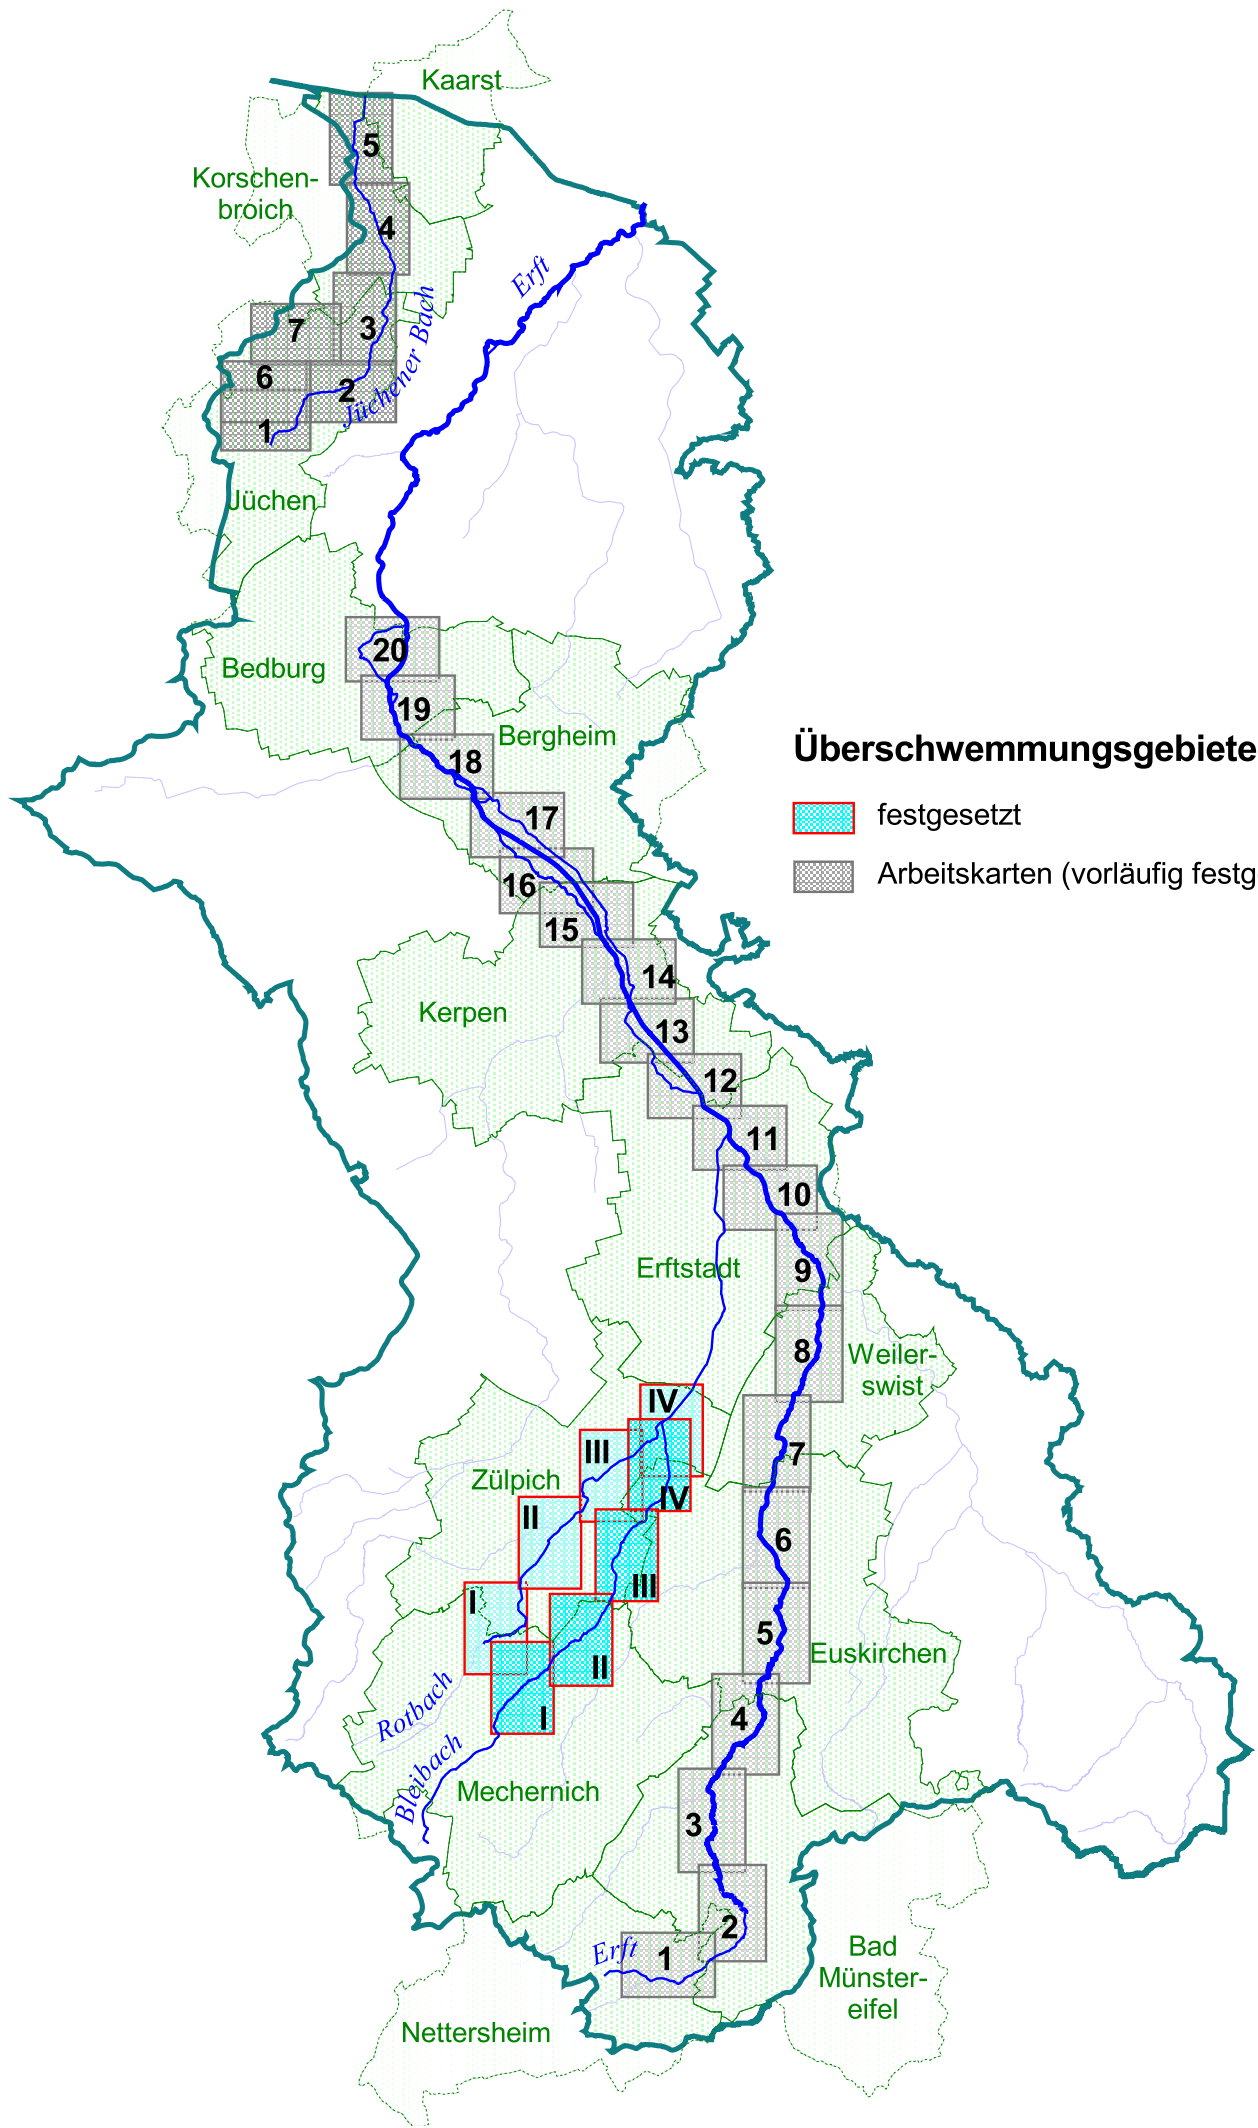 Kaarst
5
Korschen-
broich
4
Erft
Jüchener Bach
7
3
6
2
1
Jüchen
20
Bedburg
19
Bergheim
18
17
16
15
14
Kerpen
13
12
11
10
Erftstadt
9
8
Weiler-
swist
7
IV
III
Zülpich
IV
II
6
III
I
5
Euskirchen
II
Rotbach
I
4
Bleibach
Mechernich
3
2
Erft
1
Bad
Münster-
eifel
Nettersheim
Überschwemmungsgebiete
festgesetzt
Arbeitskarten (vorläufig festg